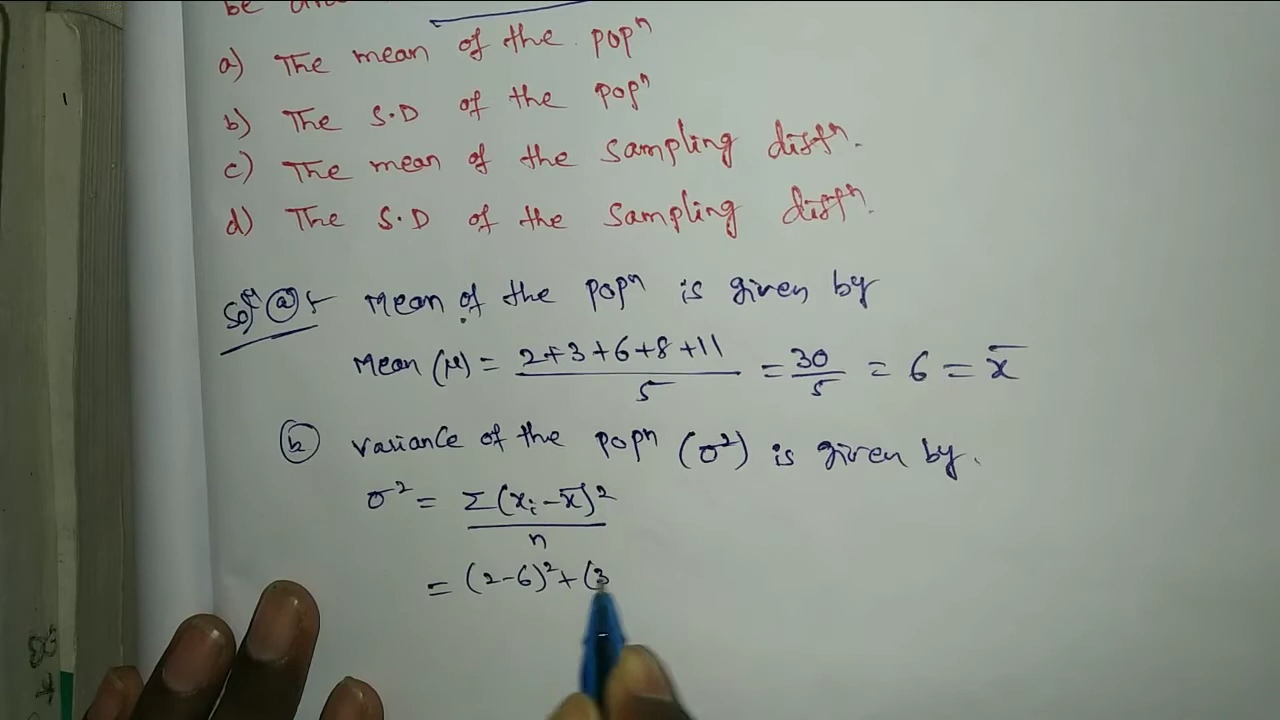 be
a) The mean of the popⁿ
b) The S.D of the popⁿ
c) The mean of the sampling distⁿ.
d) The S.D of the sampling distⁿ.
Solⁿ (a) :- Mean of the popⁿ is given by
Mean (μ) = 2+3+6+8+11 / 5 = 30/5 = 6 = x̄
(b) variance of the popⁿ (σ²) is given by.
σ² = Σ(xᵢ-x̄)² / n
= (2-6)²+(3